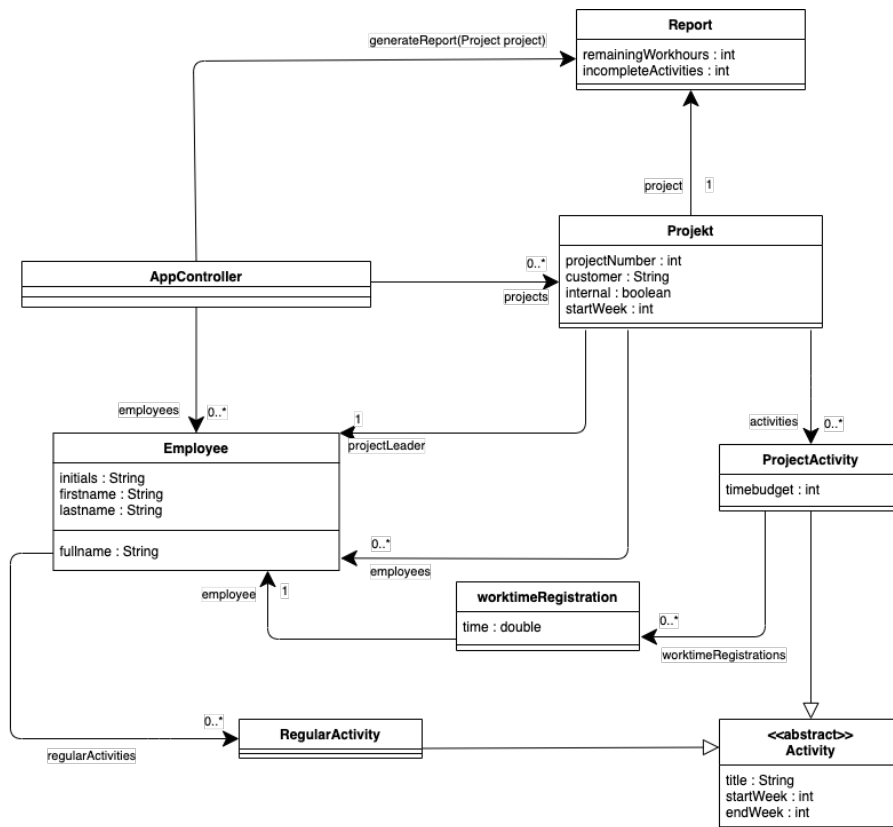 Report
generateReport(Project project)
remainingWorkhours : int
incompleteActivities : int
project
1
Projekt
projectNumber : int
customer : String
internal : boolean
startWeek : int
AppController
0..*
projects
employees
0..*
1
projectLeader
activities
0..*
Employee
initials : String
firstname : String
lastname : String
fullname : String
ProjectActivity
timebudget : int
0..*
employees
employee
1
worktimeRegistration
time : double
0..*
worktimeRegistrations
0..*
regularActivities
RegularActivity
<<abstract>>
Activity
title : String
startWeek : int
endWeek : int